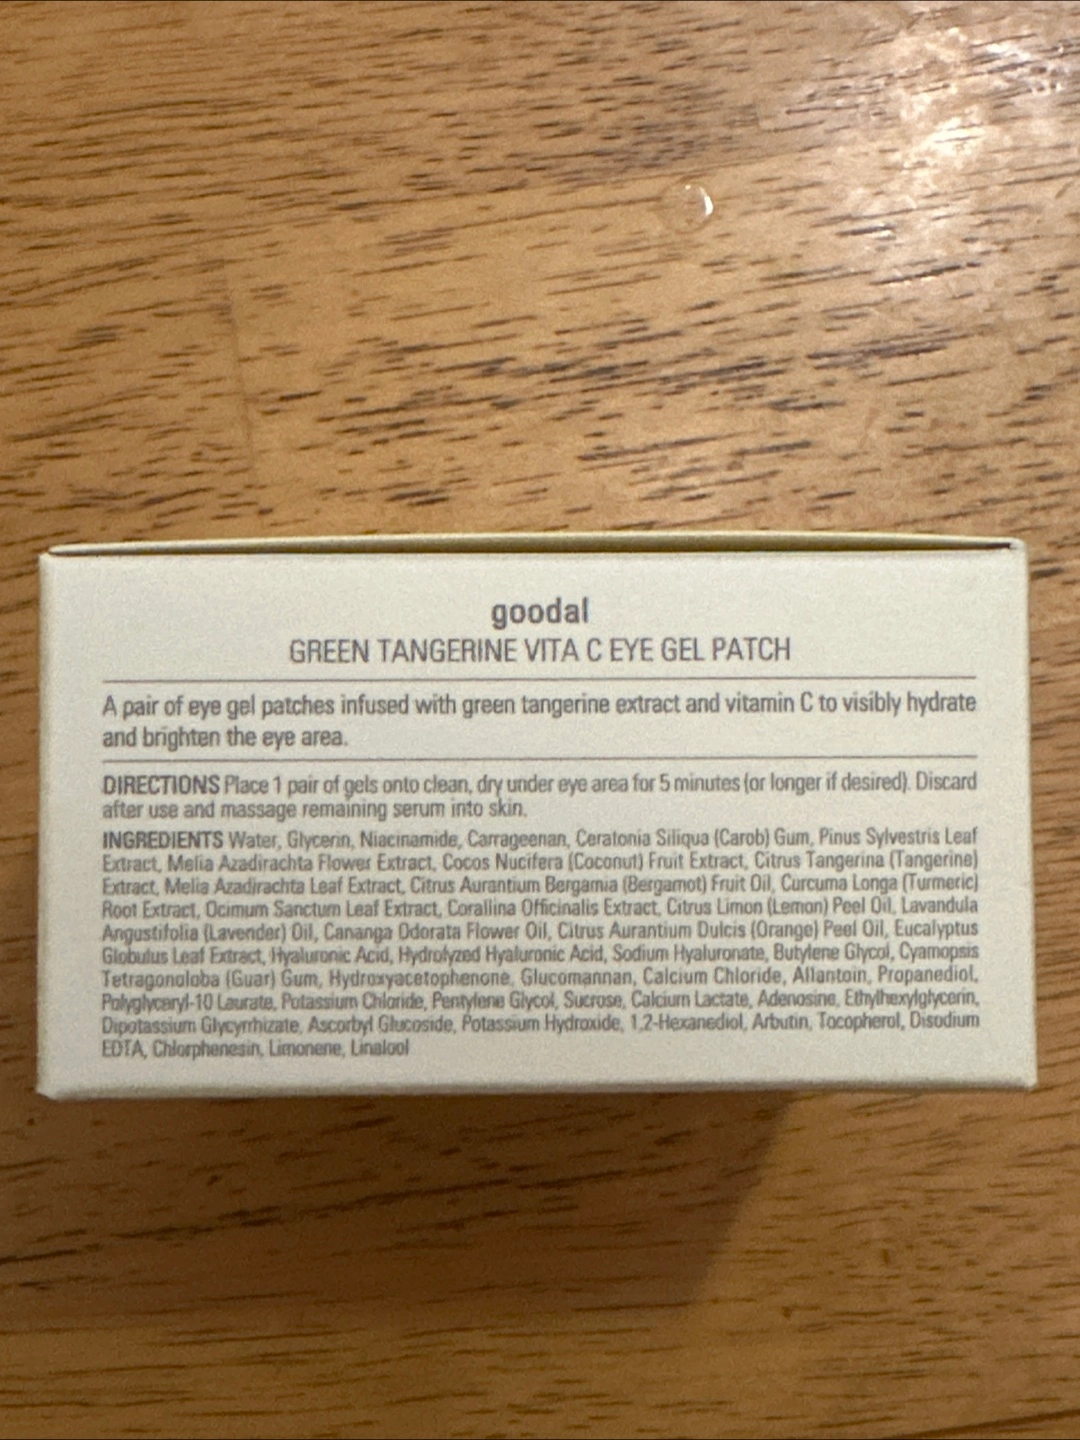 goodal
GREEN TANGERINE VITA C EYE GEL PATCH
A pair of eye gel patches infused with green tangerine extract and vitamin C to visibly hydrate
and brighten the eye area.
DIRECTIONS Place 1 pair of gels onto clean, dry under eye area for 5 minutes (or longer if desired). Discard
after use and massage remaining serum into skin.
INGREDIENTS Water, Glycerin, Niacinamide, Carrageenan, Ceratonia Siliqua (Carob) Gum, Pinus Sylvestris Leaf
Extract, Melia Azadirachta Flower Extract, Cocos Nucifera (Coconut) Fruit Extract, Citrus Tangerina (Tangerine)
Extract, Melia Azadirachta Leaf Extract, Citrus Aurantium Bergamia (Bergamot) Fruit Oil, Curcuma Longa (Turmeric)
Root Extract, Ocimum Sanctum Leaf Extract, Corallina Officinalis Extract, Citrus Limon (Lemon) Peel Oil, Lavandula
Angustifolia (Lavender) Oil, Cananga Odorata Flower Oil, Citrus Aurantium Dulcis (Orange) Peel Oil, Eucalyptus
Globulus Leaf Extract, Hyaluronic Acid, Hydrolyzed Hyaluronic Acid, Sodium Hyaluronate, Butylene Glycol, Cyamopsis
Tetragonoloba (Guar) Gum, Hydroxyacetophenone, Glucomannan, Calcium Chloride, Allantoin, Propanediol,
Polyglyceryl-10 Laurate, Potassium Chloride, Pentylene Glycol, Sucrose, Calcium Lactate, Adenosine, Ethylhexylglycerin,
Dipotassium Glycyrrhizate, Ascorbyl Glucoside, Potassium Hydroxide, 1,2-Hexanediol, Arbutin, Tocopherol, Disodium
EDTA, Chlorphenesin, Limonene, Linalool